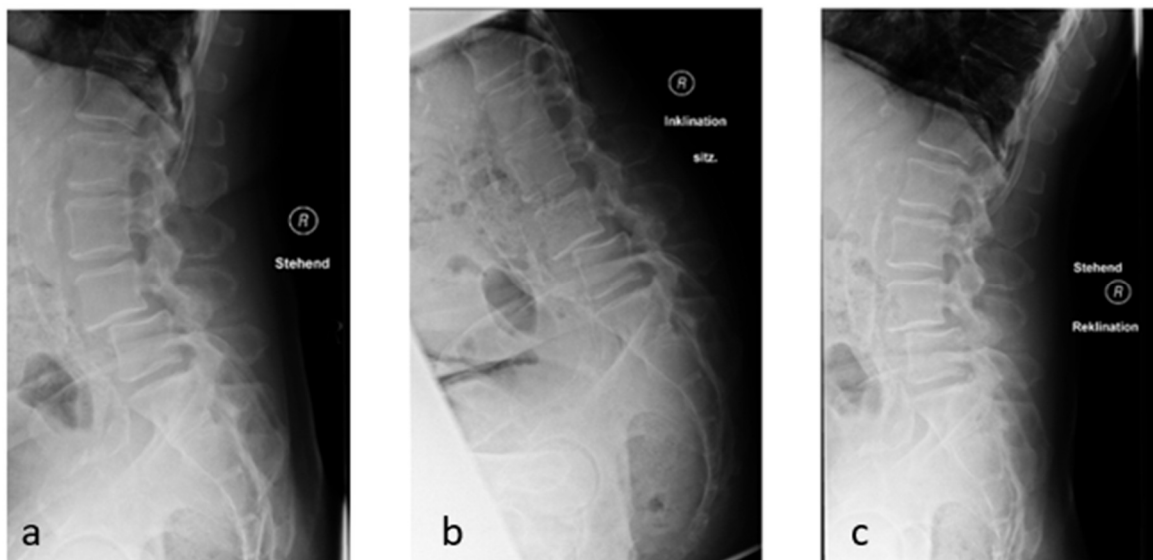 R
Stehend
a
R
Inklination
sitz.
b
Stehend
R
Reklination
c